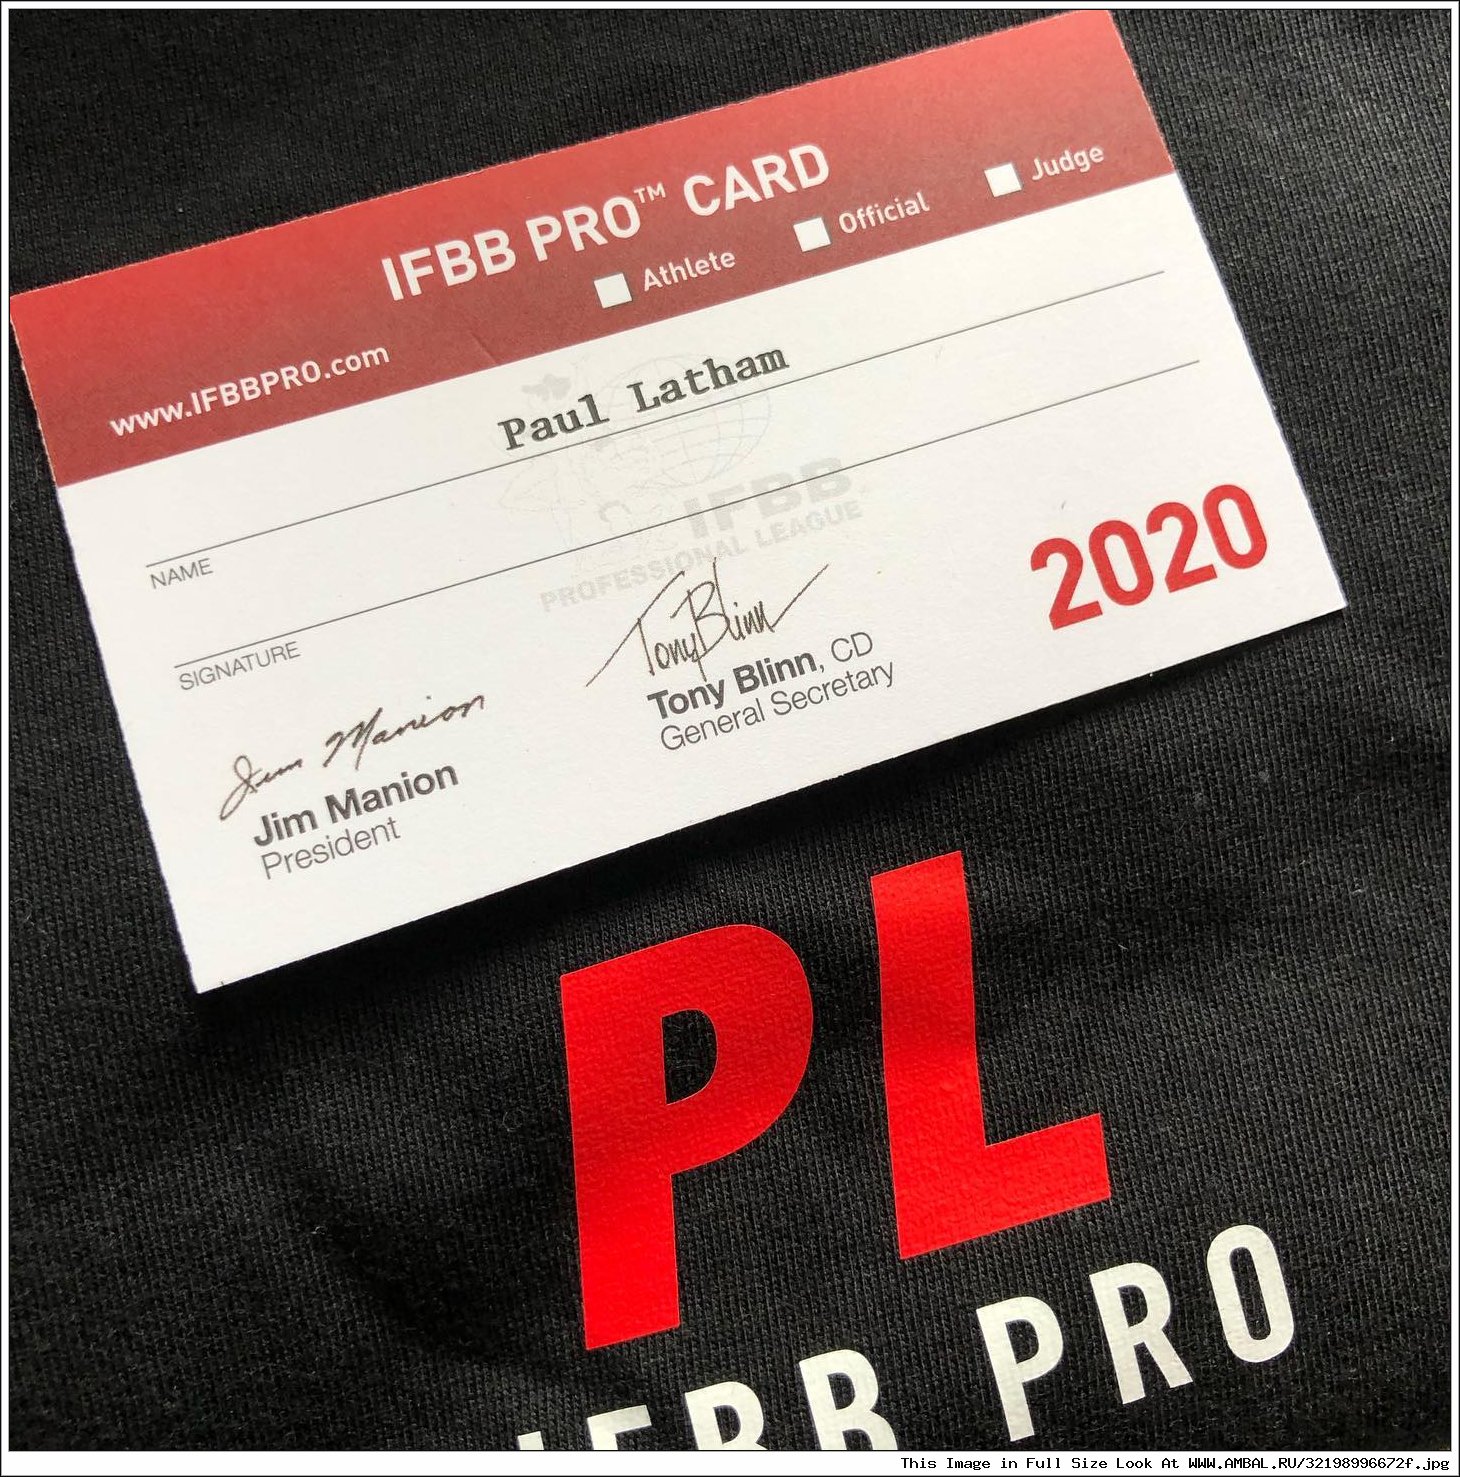 IFBB PRO™ CARD
www.IFBBPRO.com
Athlete
Official
Judge
Paul Latham
NAME
IFBB
PROFESSIONAL LEAGUE
SIGNATURE
2020
Jim Manion
Jim Manion
President
Tony Blinn
Tony Blinn, CD
General Secretary
PL
IFBB PRO
This Image in Full Size Look At WWW.AMBAL.RU/32198996672f.jpg